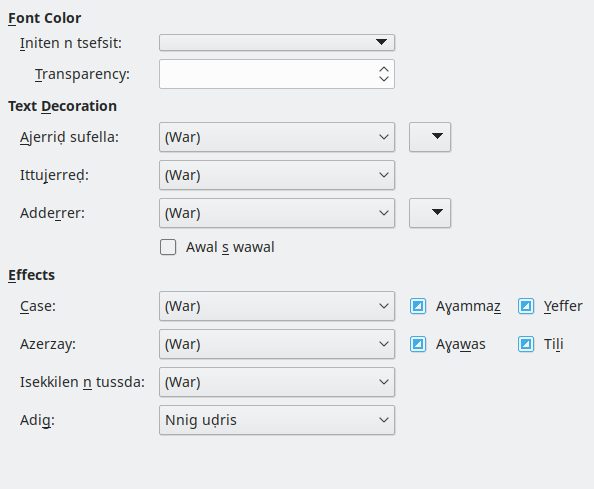 Font Color
Initen n tsefsit:
Transparency:
Text Decoration
Ajerriḍ sufella: (War)
Ittujerreḍ: (War)
Adderrer: (War)
Awal s wawal
Effects
Case: (War) Aɣammaz Yeffer
Azerzay: (War) Aɣawas Tili
Isekkilen n tussda: (War)
Adig: Nnig uḍris